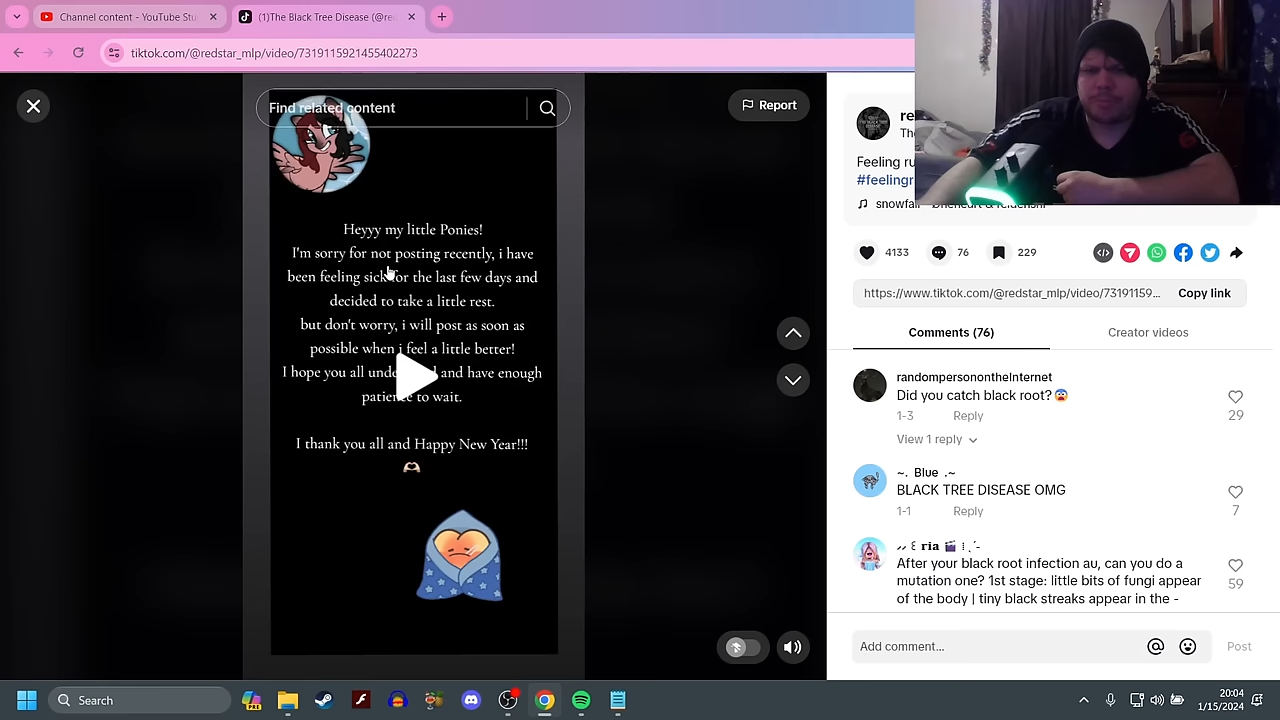 Channel content - YouTube Stu
(1)The Black Tree Disease (@re
tiktok.com/@redstar_mlp/video/7319115921455402273
Find related content
Report
Heyyy my little Ponies!
I'm sorry for not posting recently, i have
been feeling sick for the last few days and
decided to take a little rest.
but don't worry, i will post as soon as
possible when i feel a little better!
I hope you all and have enough
patience to wait.
I thank you all and Happy New Year!!!
re
Th
Feeling ru
#feelingr
snowfall
4133
76
229
https://www.tiktok.com/@redstar_mlp/video/73191159...
Copy link
Comments (76)
Creator videos
randompersonontheInternet
Did you catch black root?😨
1-3 Reply
29
View 1 reply
~. Blue .~
BLACK TREE DISEASE OMG
1-1 Reply
7
ria
After your black root infection au, can you do a
mutation one? 1st stage: little bits of fungi appear
of the body | tiny black streaks appear in the -
59
Add comment...
Post
Search
20:04
1/15/2024